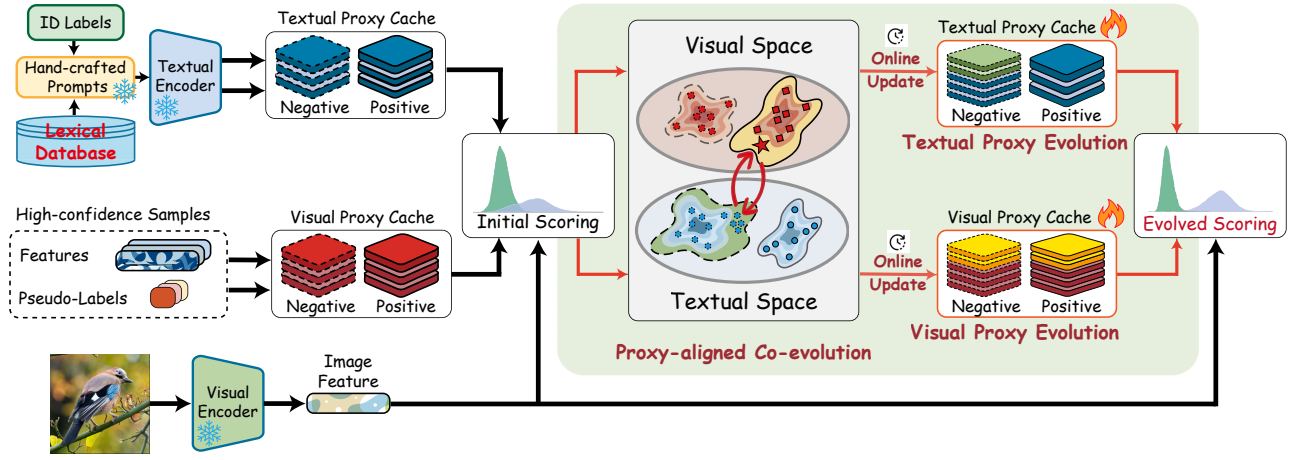 ID Labels
Hand-crafted
Prompts
Lexical
Database
Textual
Encoder
Textual Proxy Cache
Negative
Positive
High-confidence Samples
Features
Pseudo-Labels
Visual Proxy Cache
Negative
Positive
Visual
Encoder
Image
Feature
Initial Scoring
Visual Space
Textual Space
Proxy-aligned Co-evolution
Online
Update
Textual Proxy Cache
Negative
Positive
Textual Proxy Evolution
Online
Update
Visual Proxy Cache
Negative
Positive
Visual Proxy Evolution
Evolved Scoring